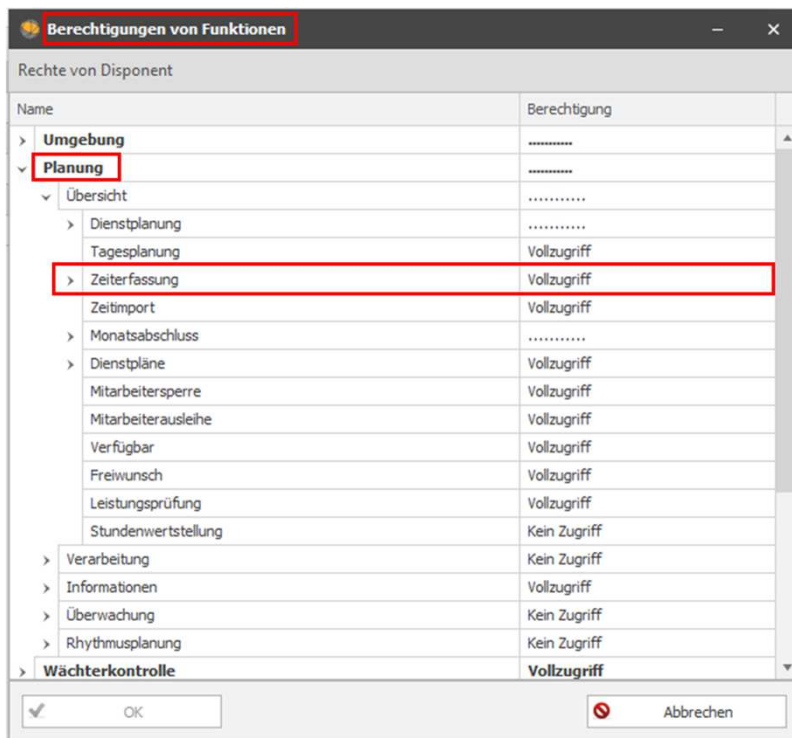 Berechtigungen von Funktionen
Rechte von Disponent
Name Berechtigung
Umgebung ...........
Planung ...........
Übersicht ...........
Dienstplanung ...........
Tagesplanung Vollzugriff
Zeiterfassung Vollzugriff
Zeitimport Vollzugriff
Monatsabschluss ...........
Dienstpläne Vollzugriff
Mitarbeitersperre Vollzugriff
Mitarbeiterausleihe Vollzugriff
Verfügbar Vollzugriff
Freiwunsch Vollzugriff
Leistungsprüfung Vollzugriff
Stundenwertstellung Kein Zugriff
Verarbeitung Kein Zugriff
Informationen Vollzugriff
Überwachung Kein Zugriff
Rhythmusplanung Kein Zugriff
Wächterkontrolle Vollzugriff
OK Abbrechen